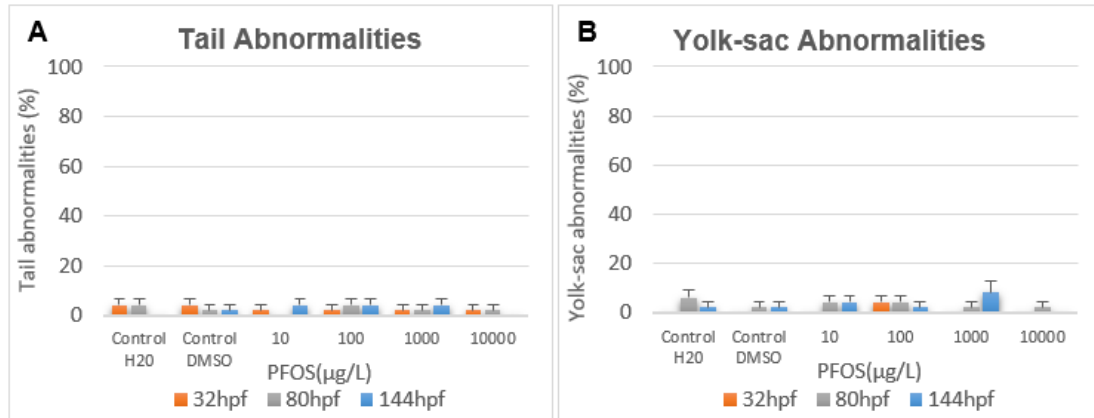 A
Tail Abnormalities
Tail abnormalities (%)
100
80
60
40
20
0
Control H20
Control DMSO
10
100
1000
10000
PFOS(µg/L)
32hpf 80hpf 144hpf
B
Yolk-sac Abnormalities
Yolk-sac abnormalities (%)
100
80
60
40
20
0
Control H20
Control DMSO
10
100
1000
10000
PFOS(µg/L)
32hpf 80hpf 144hpf